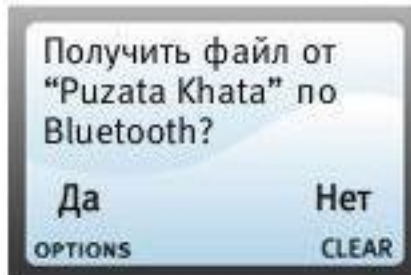 Получить файл от
“Puzata Khata” по
Bluetooth?
Да Нет
OPTIONS CLEAR